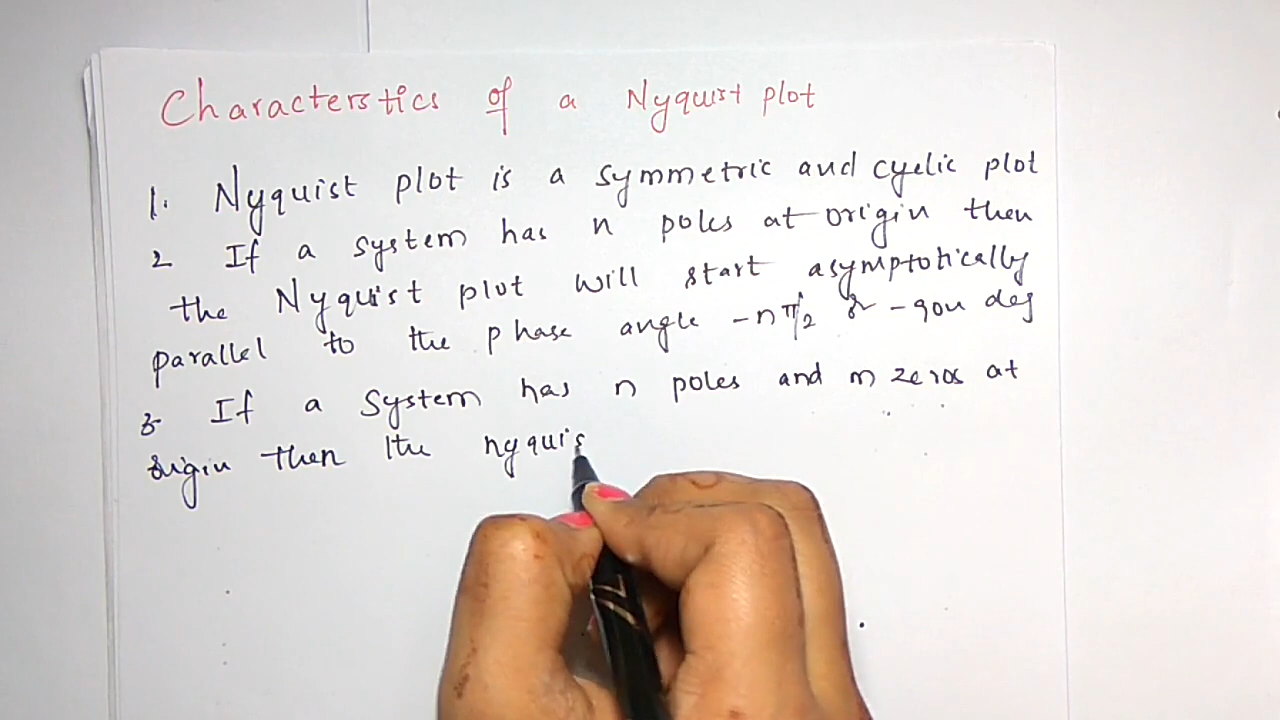 Characterstics of a Nyquist plot
1. Nyquist plot is a symmetric and cyclic plot
2 If a system has n poles at origin then
the Nyquist plot will start asymptotically
parallel to the phase angle -nπ/2 or -90n deg
3 If a system has n poles and m zeros at
origin then the nyquis